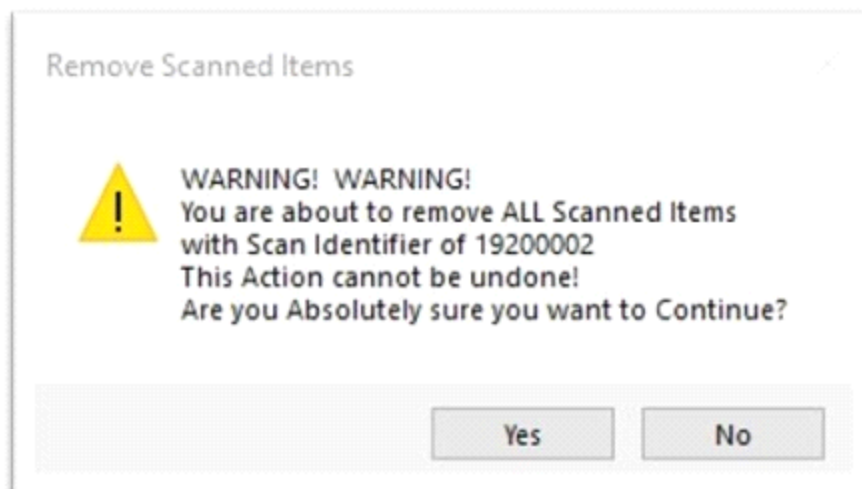 Remove Scanned Items
WARNING!  WARNING!
You are about to remove ALL Scanned Items
with Scan Identifier of 19200002
This Action cannot be undone!
Are you Absolutely sure you want to Continue?
Yes
No